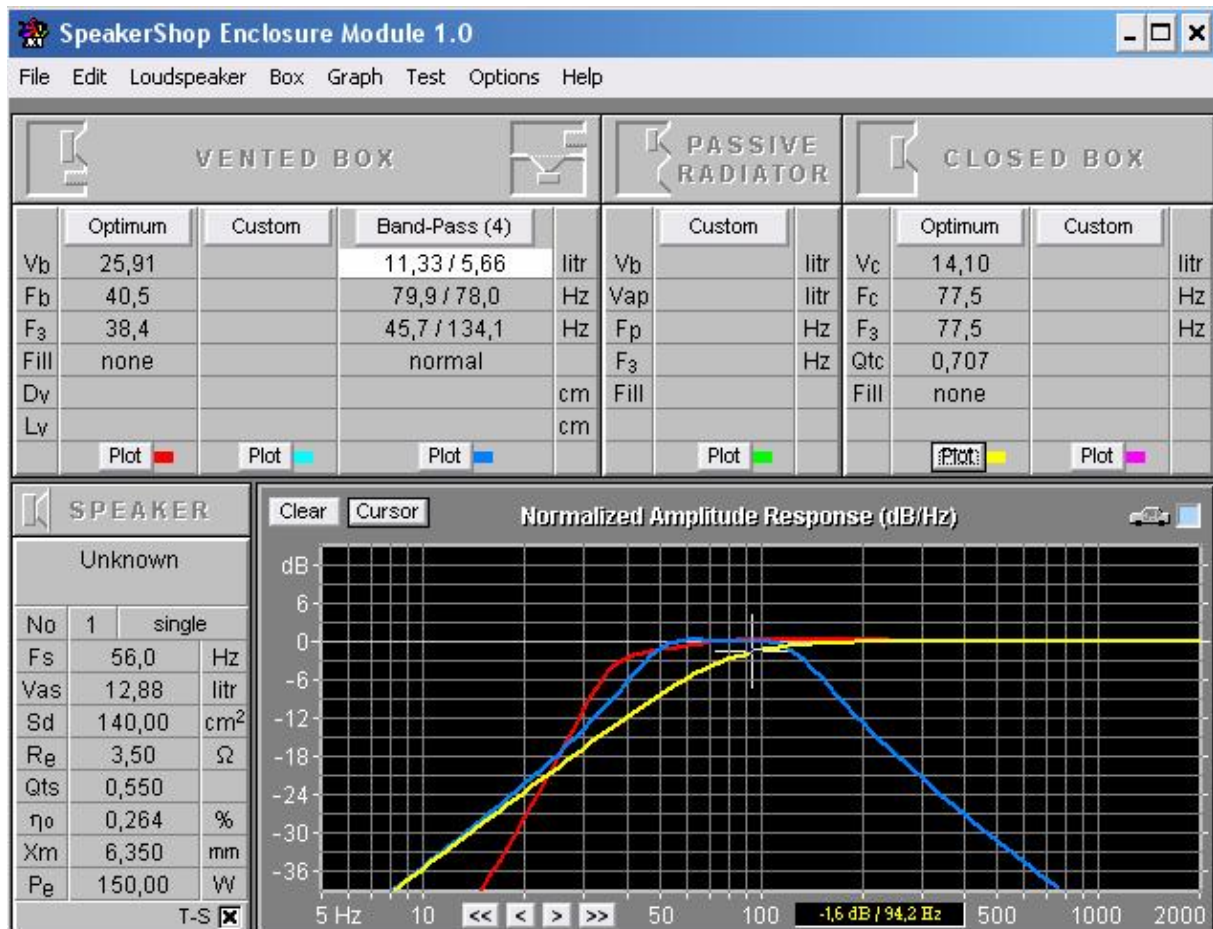 SpeakerShop Enclosure Module 1.0
File Edit Loudspeaker Box Graph Test Options Help
VENTED BOX
PASSIVE RADIATOR
CLOSED BOX
Optimum Custom Band-Pass (4) Custom Optimum Custom
Vb 25,91 11,33 / 5,66 litr Vb litr Vc 14,10 litr
Fb 40,5 79,9 / 78,0 Hz Vap litr Fc 77,5 Hz
F3 38,4 45,7 / 134,1 Hz Fp Hz F3 77,5 Hz
Fill none normal F3 Hz Qtc 0,707
Dv cm Fill Fill none
Lv cm
Plot Plot Plot Plot Plot Plot
SPEAKER
Unknown
No 1 single
Fs 56,0 Hz
Vas 12,88 litr
Sd 140,00 cm²
Re 3,50 Ω
Qts 0,550
ηo 0,264 %
Xm 6,350 mm
Pe 150,00 W
T-S
Clear Cursor Normalized Amplitude Response (dB/Hz)
dB
6
0
-6
-12
-18
-24
-30
-36
5 Hz 10 << < > >> 50 100 -1,6 dB / 94,2 Hz 500 1000 2000